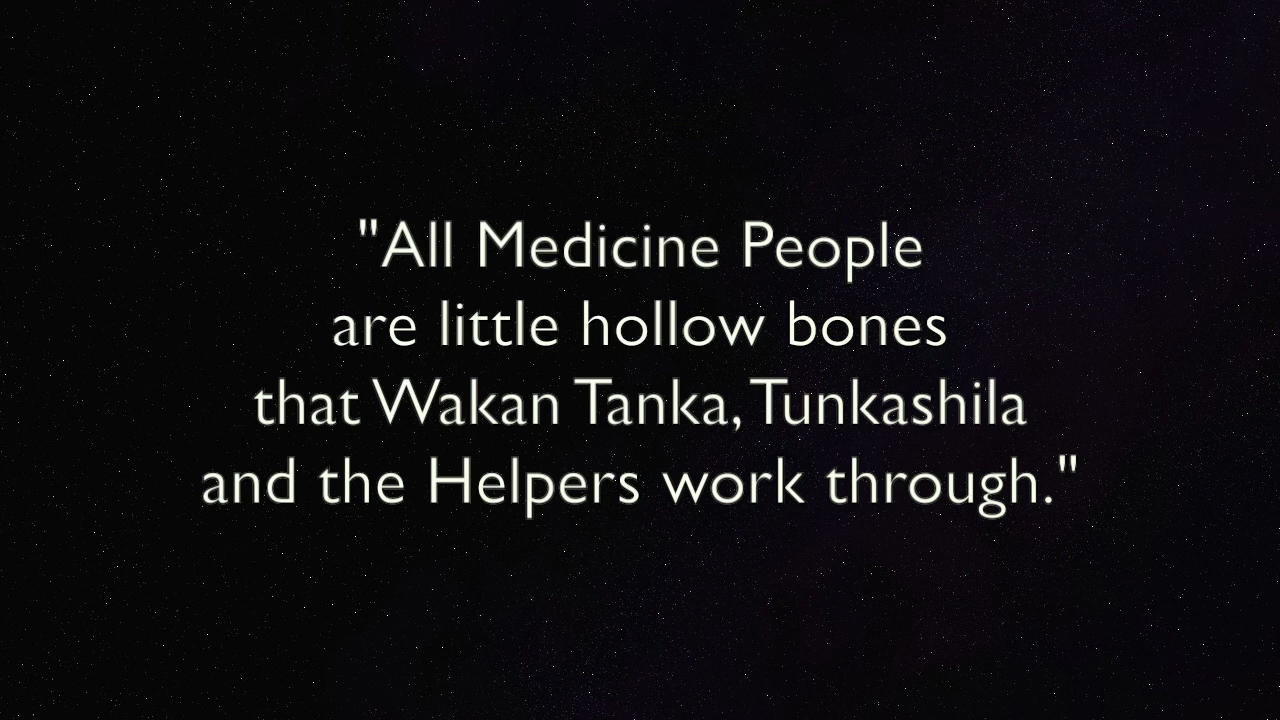 "All Medicine People
are little hollow bones
that Wakan Tanka, Tunkashila
and the Helpers work through."